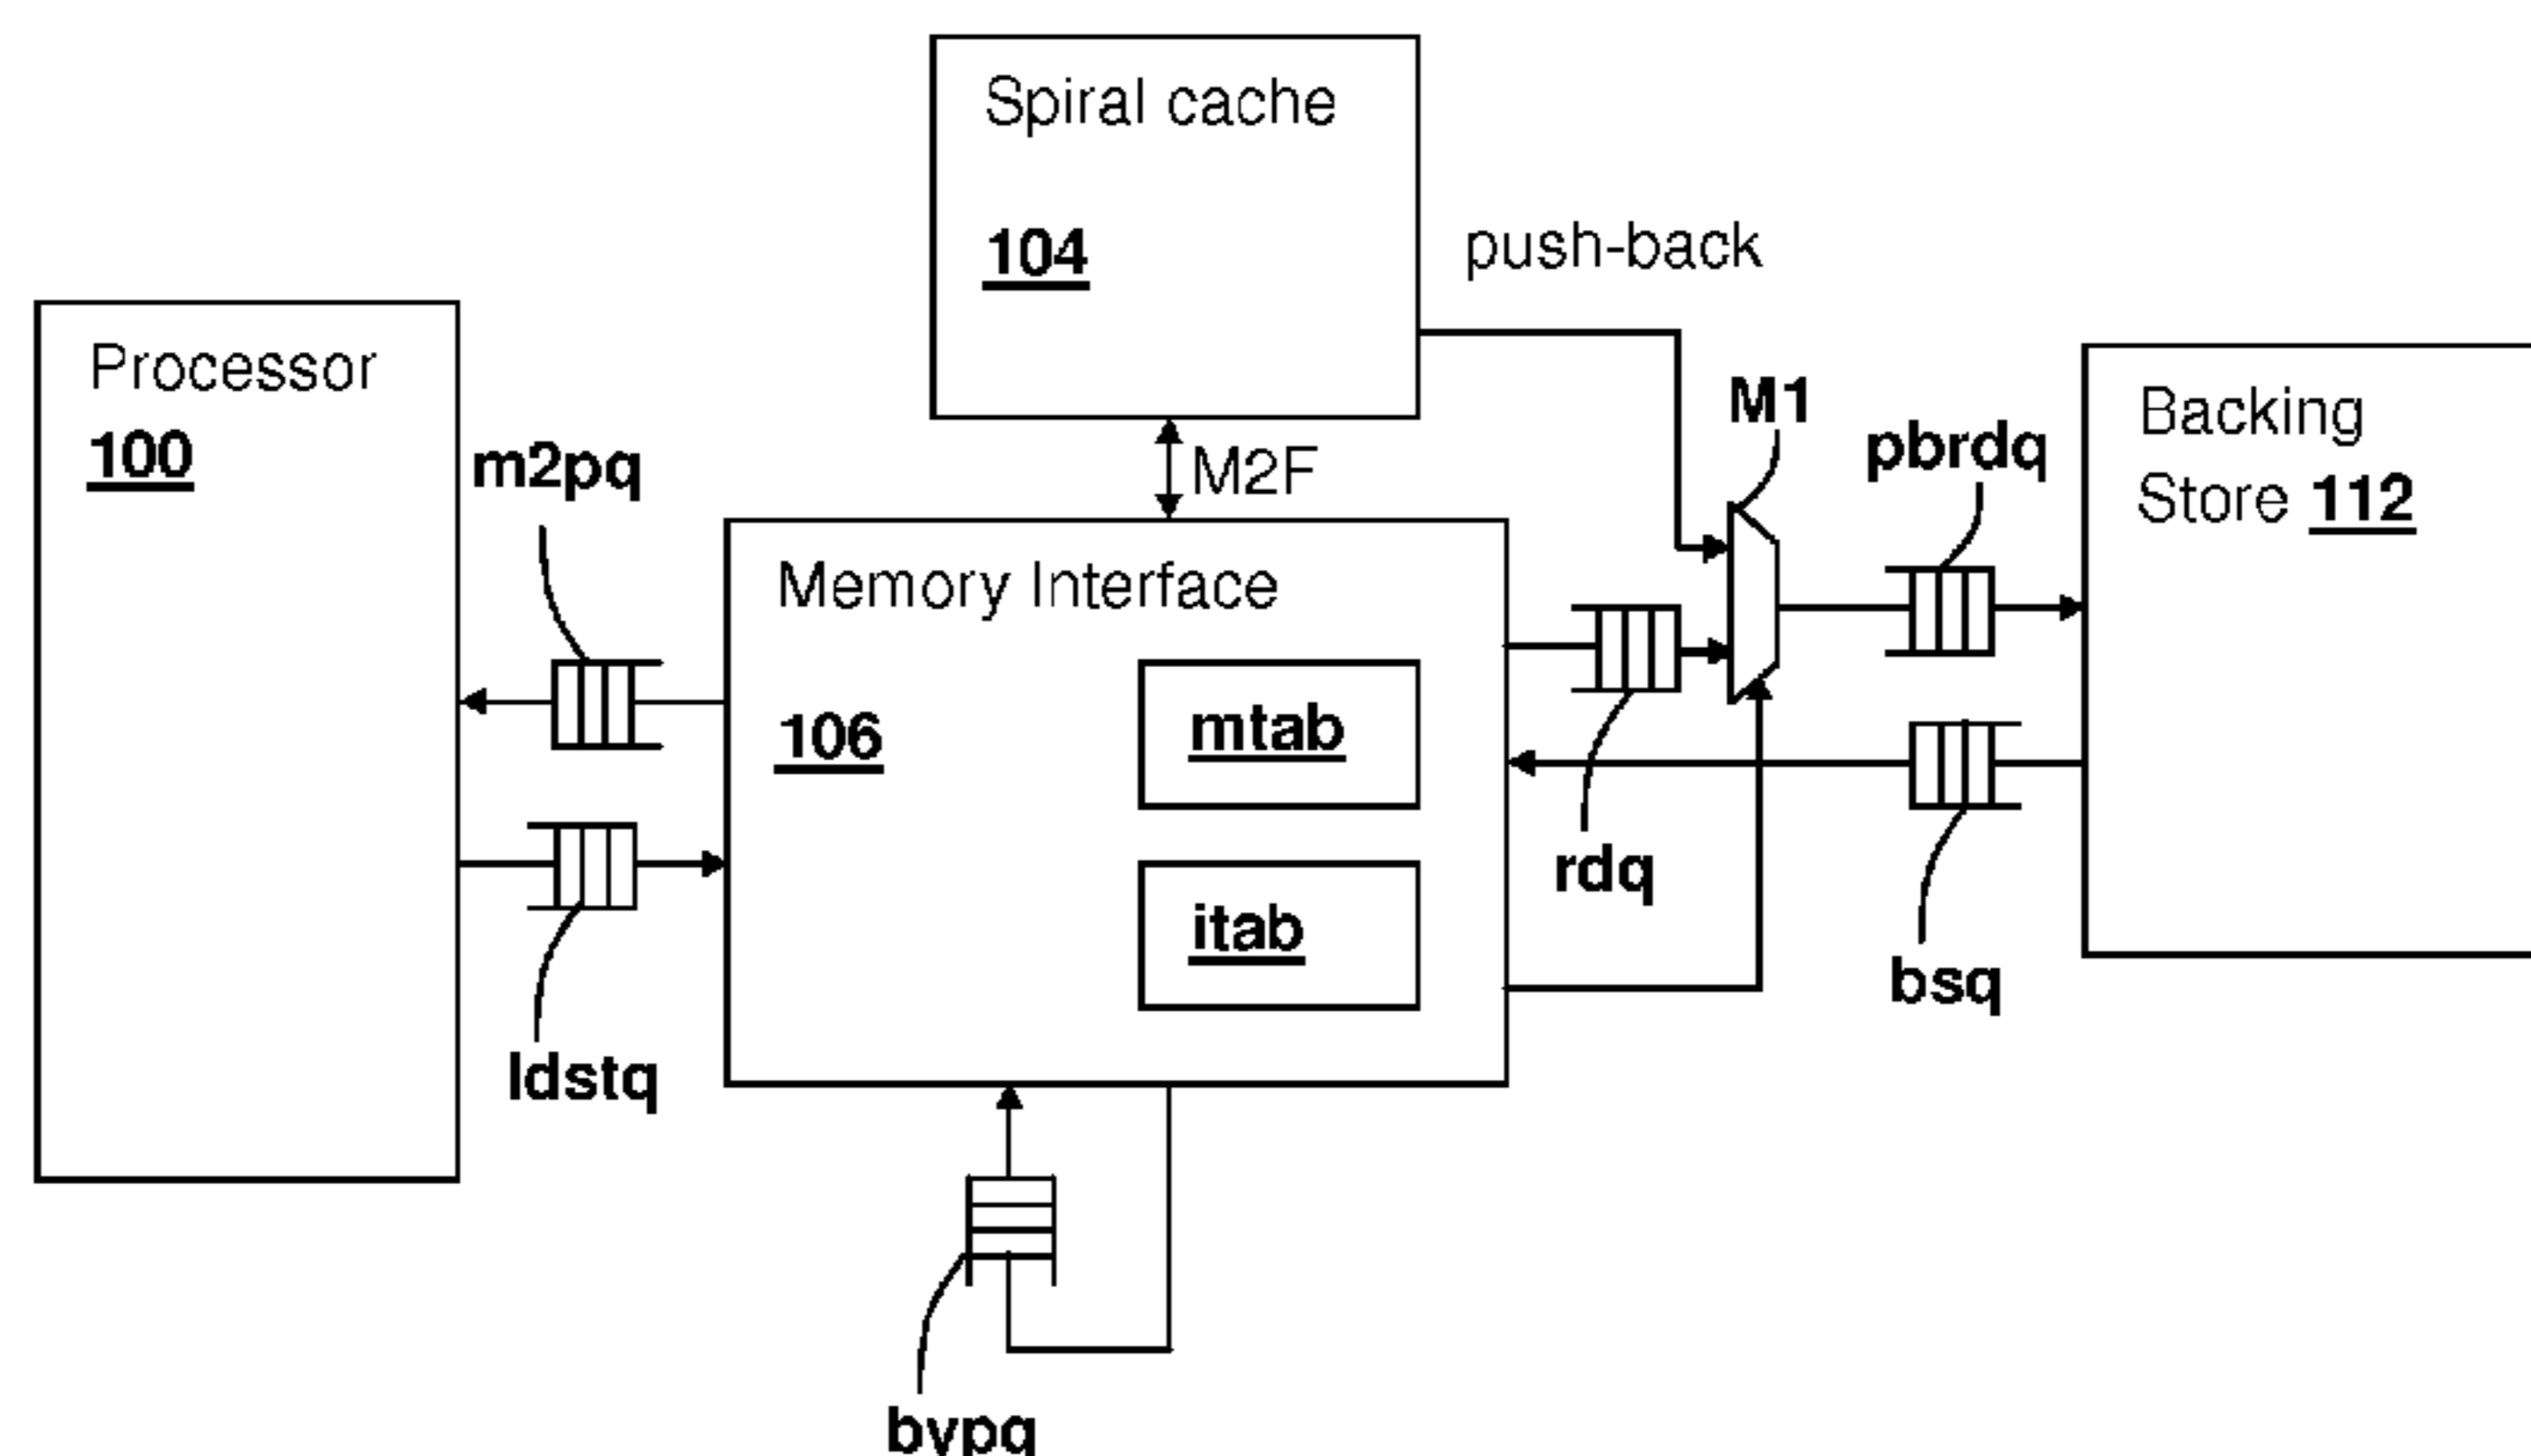 Spiral cache
104
push-back
Processor
100
m2pq
M2F
M1
pbrdq
Backing
Store 112
Memory Interface
106
mtab
itab
rdq
bsq
ldstq
bypq